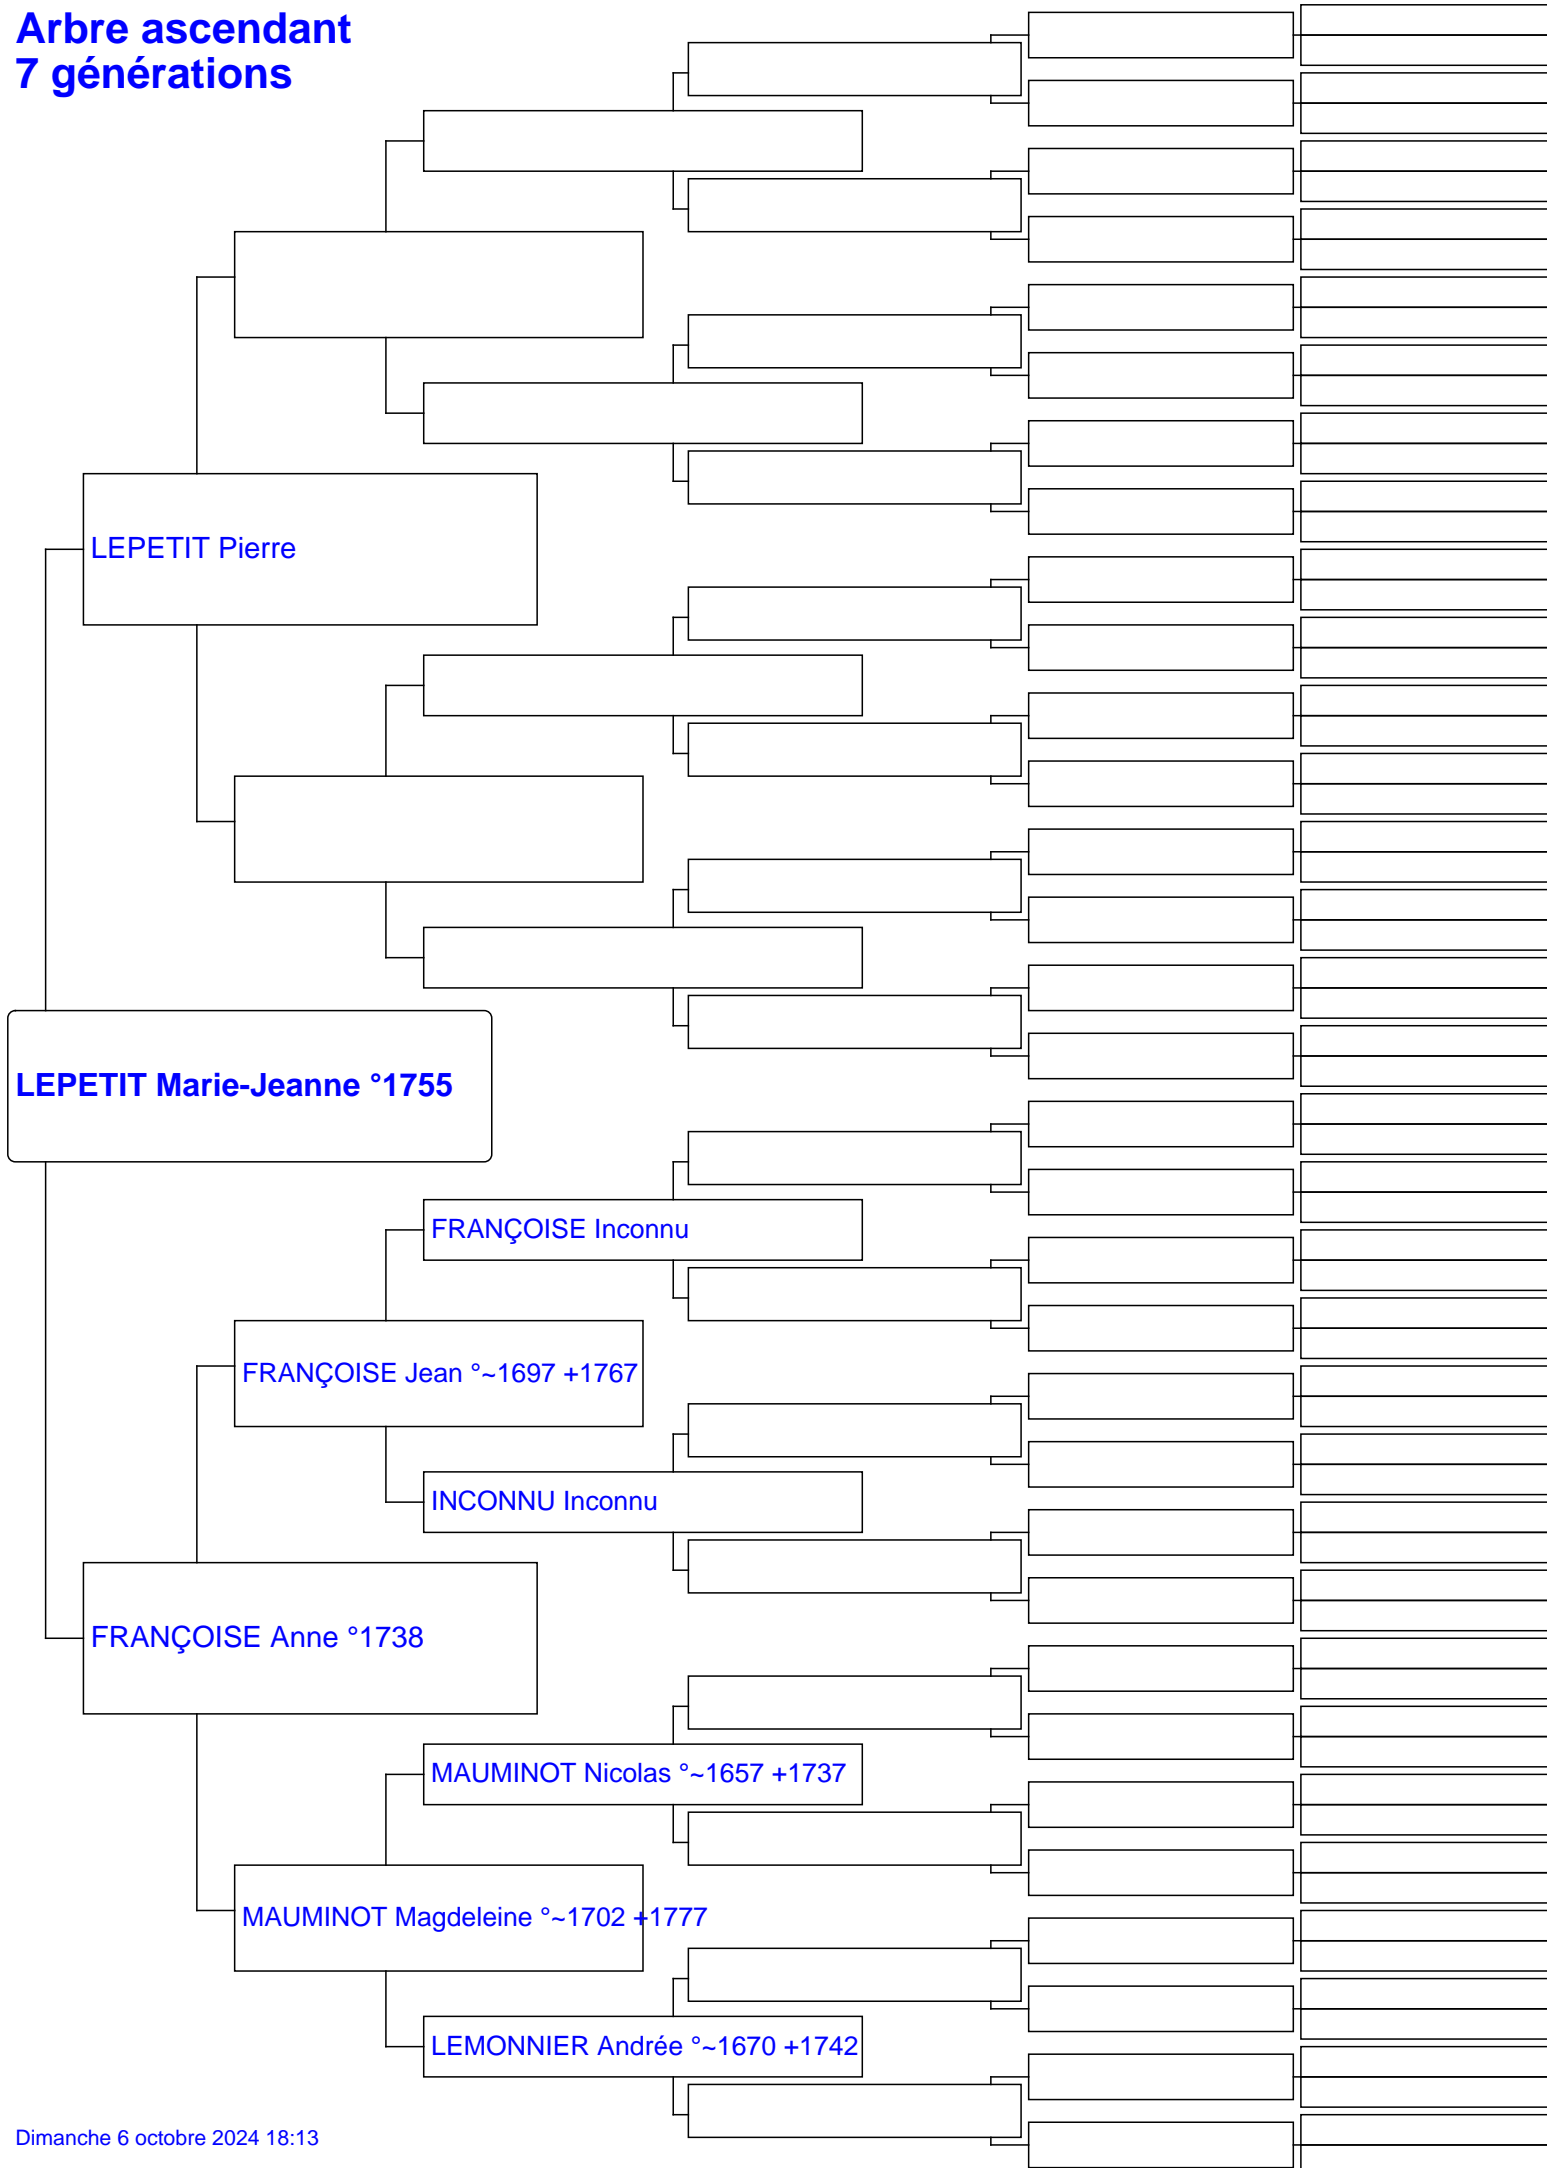 Arbre ascendant
7 générations
LEPETIT Pierre
LEPETIT Marie-Jeanne °1755
FRANÇOISE Inconnu
FRANÇOISE Jean °~1697 +1767
INCONNU Inconnu
FRANÇOISE Anne °1738
MAUMINOT Nicolas °~1657 +1737
MAUMINOT Magdeleine °~1702 +1777
LEMONNIER Andrée °~1670 +1742
Dimanche 6 octobre 2024 18:13